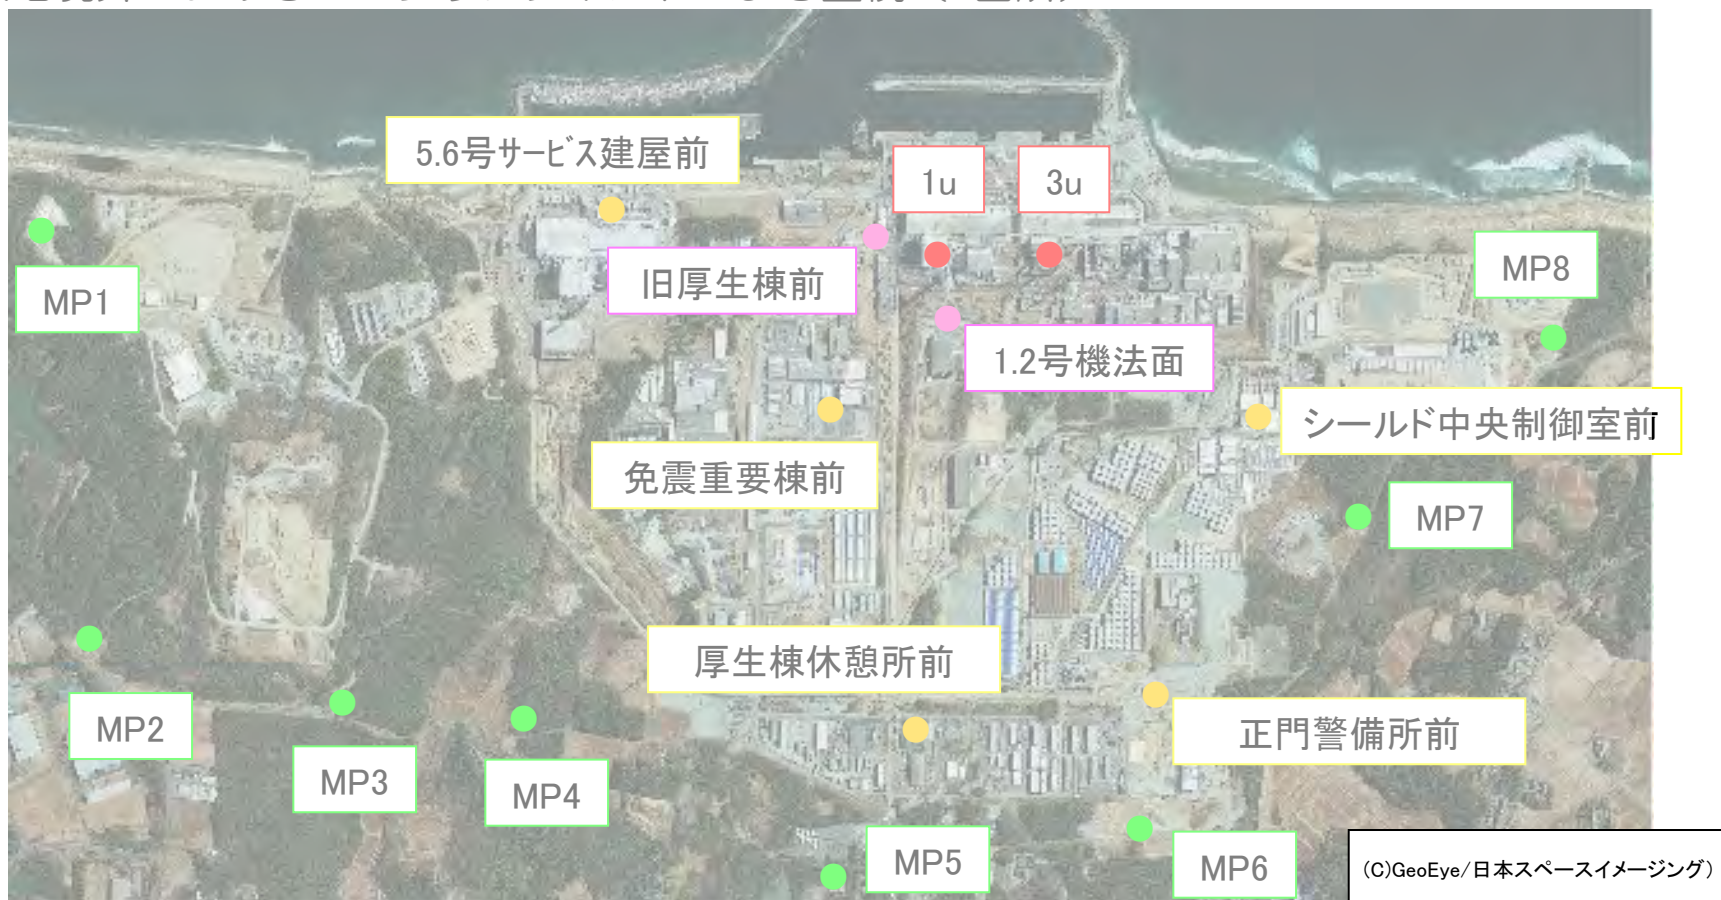 5.6号サービス建屋前
1u
3u
旧厚生棟前
MP1
MP8
1.2号機法面
シールド中央制御室前
免震重要棟前
MP7
厚生棟休憩所前
MP2
正門警備所前
MP3
MP4
MP5
MP6
(C)GeoEye/日本スペースイメージング)